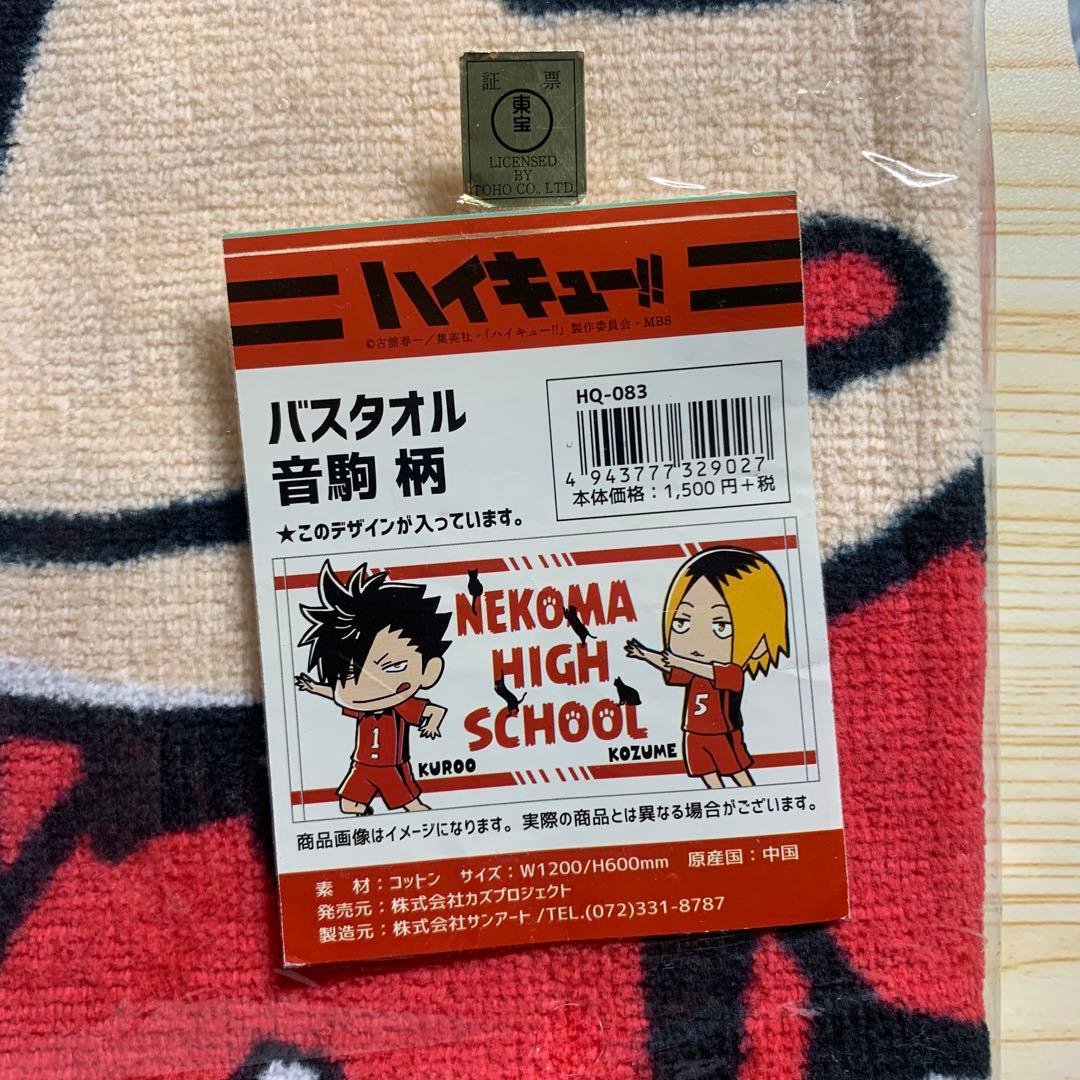 証 票
東宝
LICENSED
BY
TOHO CO., LTD.
ハイキュー!!
©古舘春一／集英社・「ハイキュー!!」製作委員会・MBS
バスタオル
音駒 柄
★このデザインが入っています。
HQ-083
4 943777 329027
本体価格：1,500円+税
NEKOMA
HIGH
SCHOOL
1
KUROO
5
KOZUME
商品画像はイメージになります。実際の商品とは異なる場合がございます。
素　材：コットン　サイズ：W1200/H600mm　原産国：中国
発売元：株式会社カズプロジェクト
製造元：株式会社サンアート /TEL.(072)331-8787